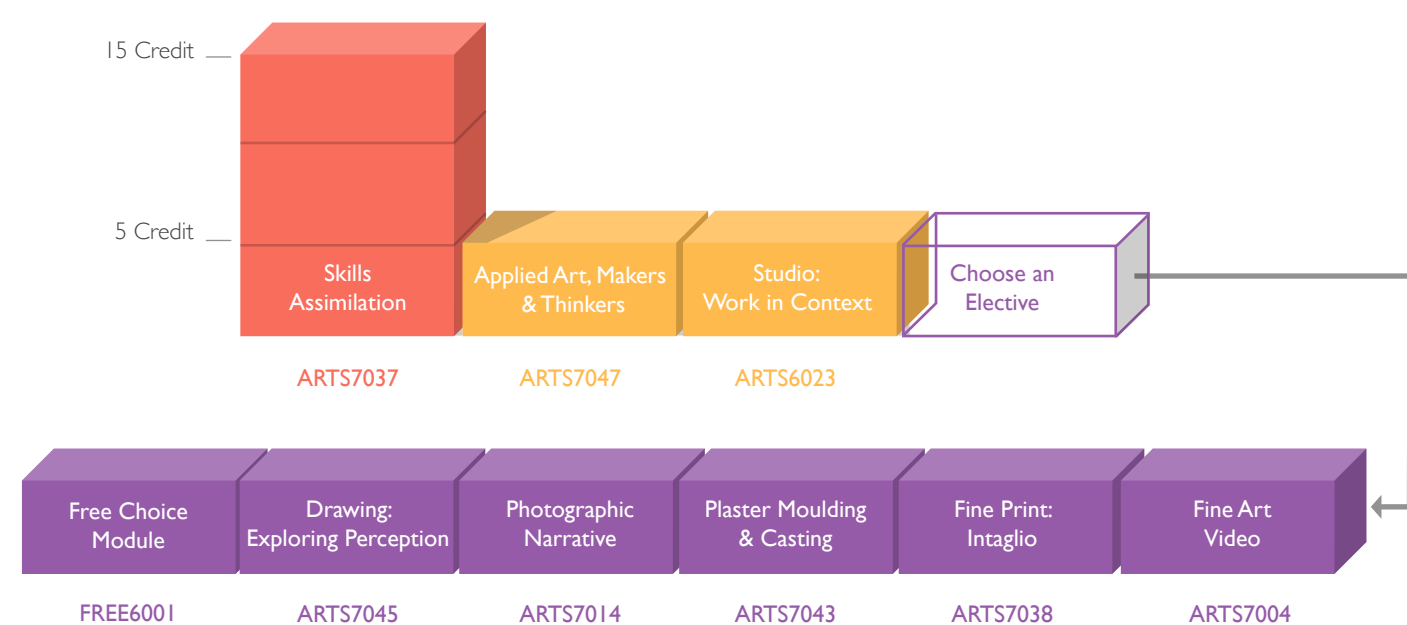 15 Credit
5 Credit
Skills
Assimilation
Applied Art, Makers
& Thinkers
Studio:
Work in Context
Choose an
Elective
ARTS7037
ARTS7047
ARTS6023
Free Choice
Module
Drawing:
Exploring Perception
Photographic
Narrative
Plaster Moulding
& Casting
Fine Print:
Intaglio
Fine Art
Video
FREE6001
ARTS7045
ARTS7014
ARTS7043
ARTS7038
ARTS7004